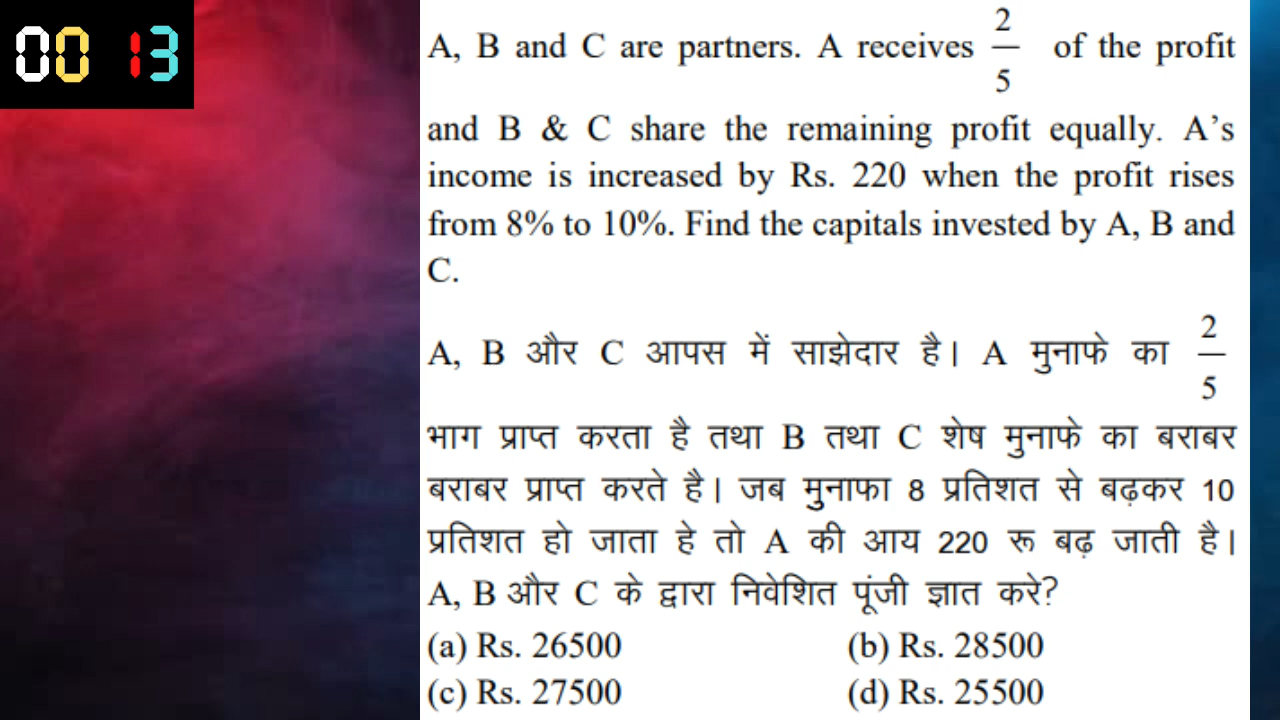 00 13
A, B and C are partners. A receives 2/5 of the profit
and B & C share the remaining profit equally. A’s
income is increased by Rs. 220 when the profit rises
from 8% to 10%. Find the capitals invested by A, B and
C.
A, B और C आपस में साझेदार है। A मुनाफे का 2/5
भाग प्राप्त करता है तथा B तथा C शेष मुनाफे का बराबर
बराबर प्राप्त करते है। जब मुनाफा 8 प्रतिशत से बढ़कर 10
प्रतिशत हो जाता हे तो A की आय 220 रू बढ़ जाती है।
A, B और C के द्वारा निवेशित पूंजी ज्ञात करे?
(a) Rs. 26500 (b) Rs. 28500
(c) Rs. 27500 (d) Rs. 25500